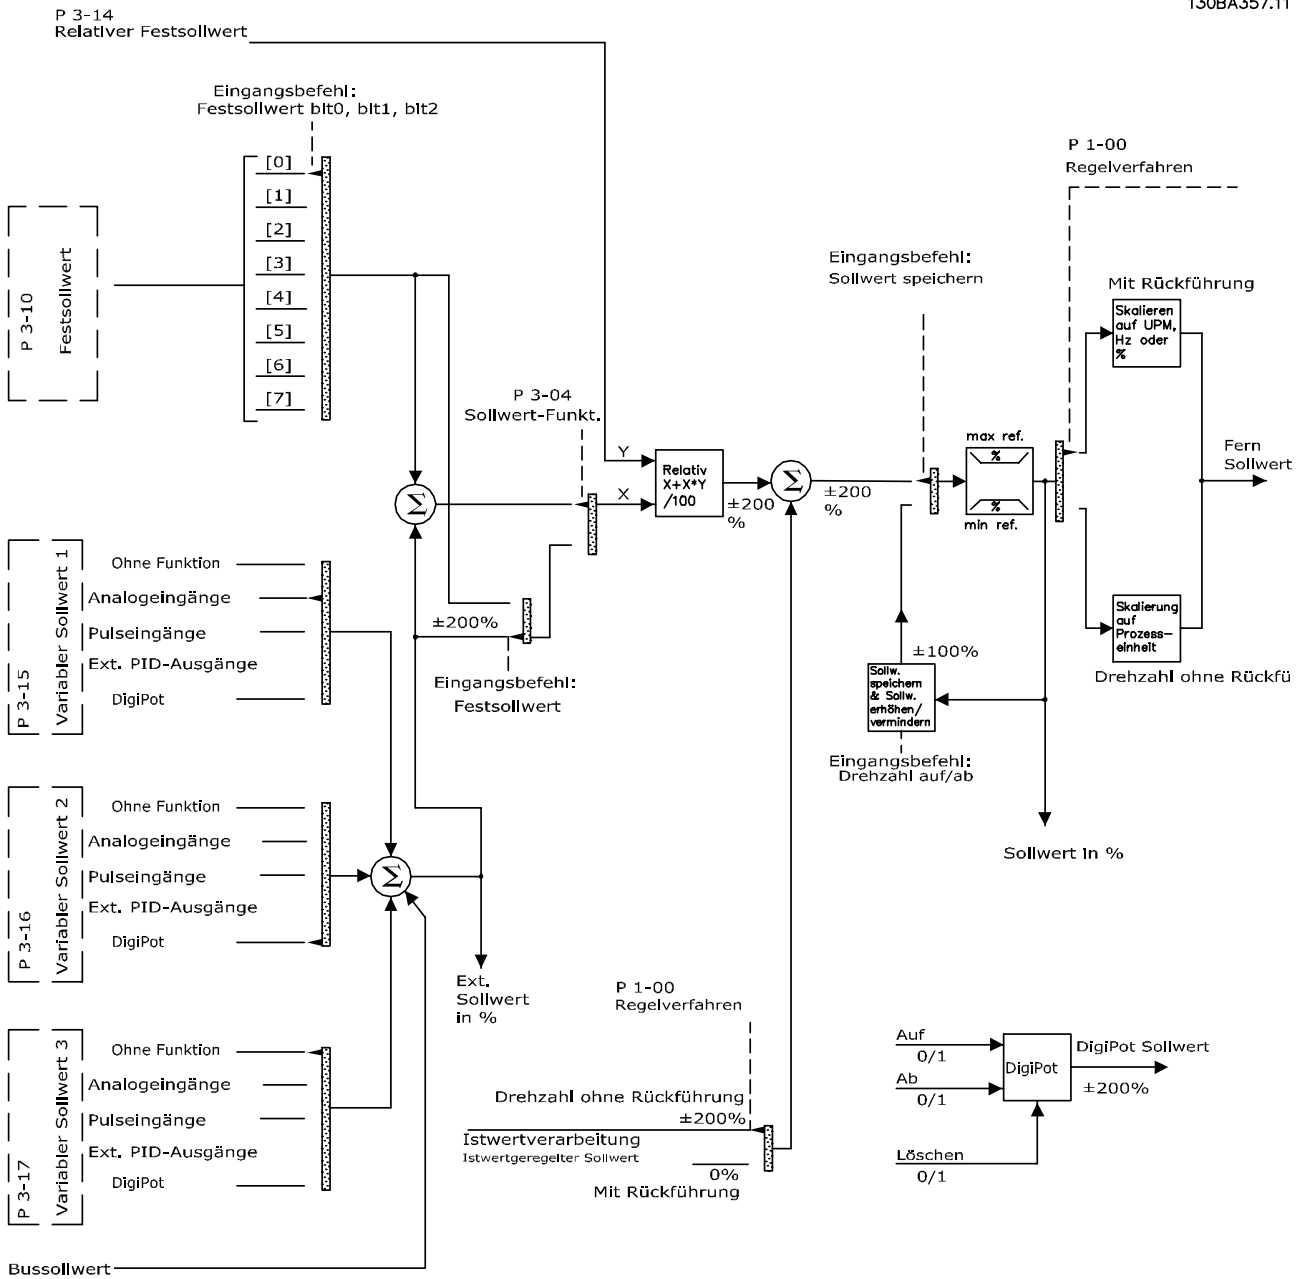 130BA357.11
P 3-14
Relativer Festsollwert
Eingangsbefehl:
Festsollwert bit0, bit1, bit2
[0]
[1]
[2]
[3]
[4]
[5]
[6]
[7]
P 3-10
Festsollwert
P 1-00
Regelverfahren
Eingangsbefehl:
Sollwert speichern
Mit Rückführung
Skalieren
auf UPM,
Hz oder
%
P 3-04
Sollwert-Funkt.
Y
X
Relativ
X+X*Y
/100
±200
%
Σ
±200
%
max ref.
%
%
min ref.
Fern
Sollwert
Σ
P 3-15
Variabler Sollwert 1
Ohne Funktion
Analogeingänge
Pulseingänge
Ext. PID-Ausgänge
DigiPot
±200%
Eingangsbefehl:
Festsollwert
Skalierung
auf
Prozess-
einheit
Drehzahl ohne Rückfü
±100%
Sollw.
speichern
& Sollw.
erhöhen/
vermindern
Eingangsbefehl:
Drehzahl auf/ab
Sollwert in %
P 3-16
Variabler Sollwert 2
Ohne Funktion
Analogeingänge
Pulseingänge
Ext. PID-Ausgänge
DigiPot
Σ
Ext.
Sollwert
in %
P 1-00
Regelverfahren
P 3-17
Variabler Sollwert 3
Ohne Funktion
Analogeingänge
Pulseingänge
Ext. PID-Ausgänge
DigiPot
Drehzahl ohne Rückführung
±200%
Istwertverarbeitung
Istwertgeregelter Sollwert
0%
Mit Rückführung
Auf
0/1
Ab
0/1
DigiPot
DigiPot Sollwert
±200%
Löschen
0/1
Bussollwert